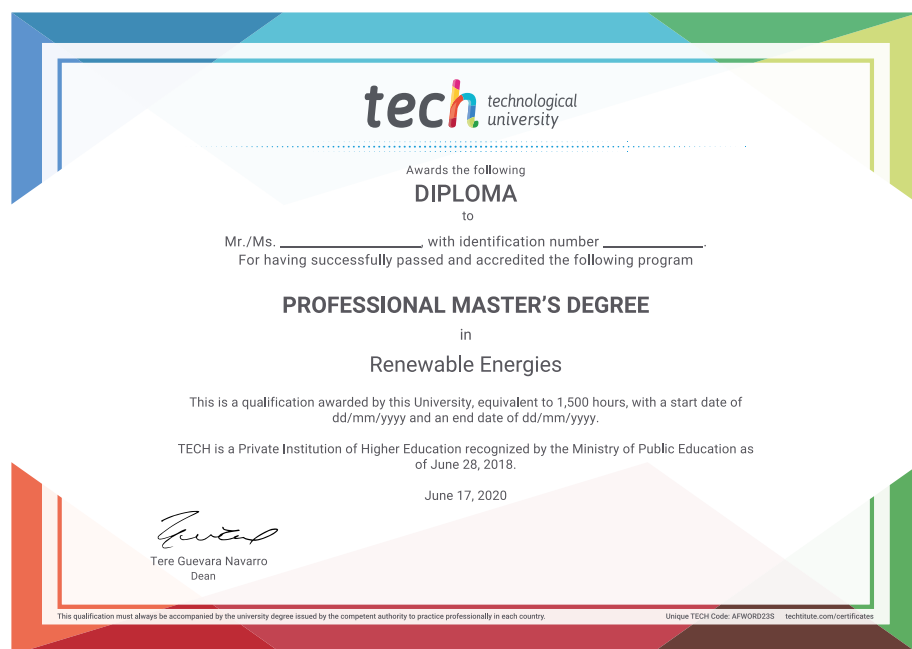 tech technological
university
Awards the following
DIPLOMA
to
Mr./Ms. ____________________, with identification number ______________.
For having successfully passed and accredited the following program
PROFESSIONAL MASTER’S DEGREE
in
Renewable Energies
This is a qualification awarded by this University, equivalent to 1,500 hours, with a start date of
dd/mm/yyyy and an end date of dd/mm/yyyy.
TECH is a Private Institution of Higher Education recognized by the Ministry of Public Education as
of June 28, 2018.
June 17, 2020
Tere Guevara Navarro
Dean
This qualification must always be accompanied by the university degree issued by the competent authority to practice professionally in each country. Unique TECH Code: AFWORD23S techtitute.com/certificates